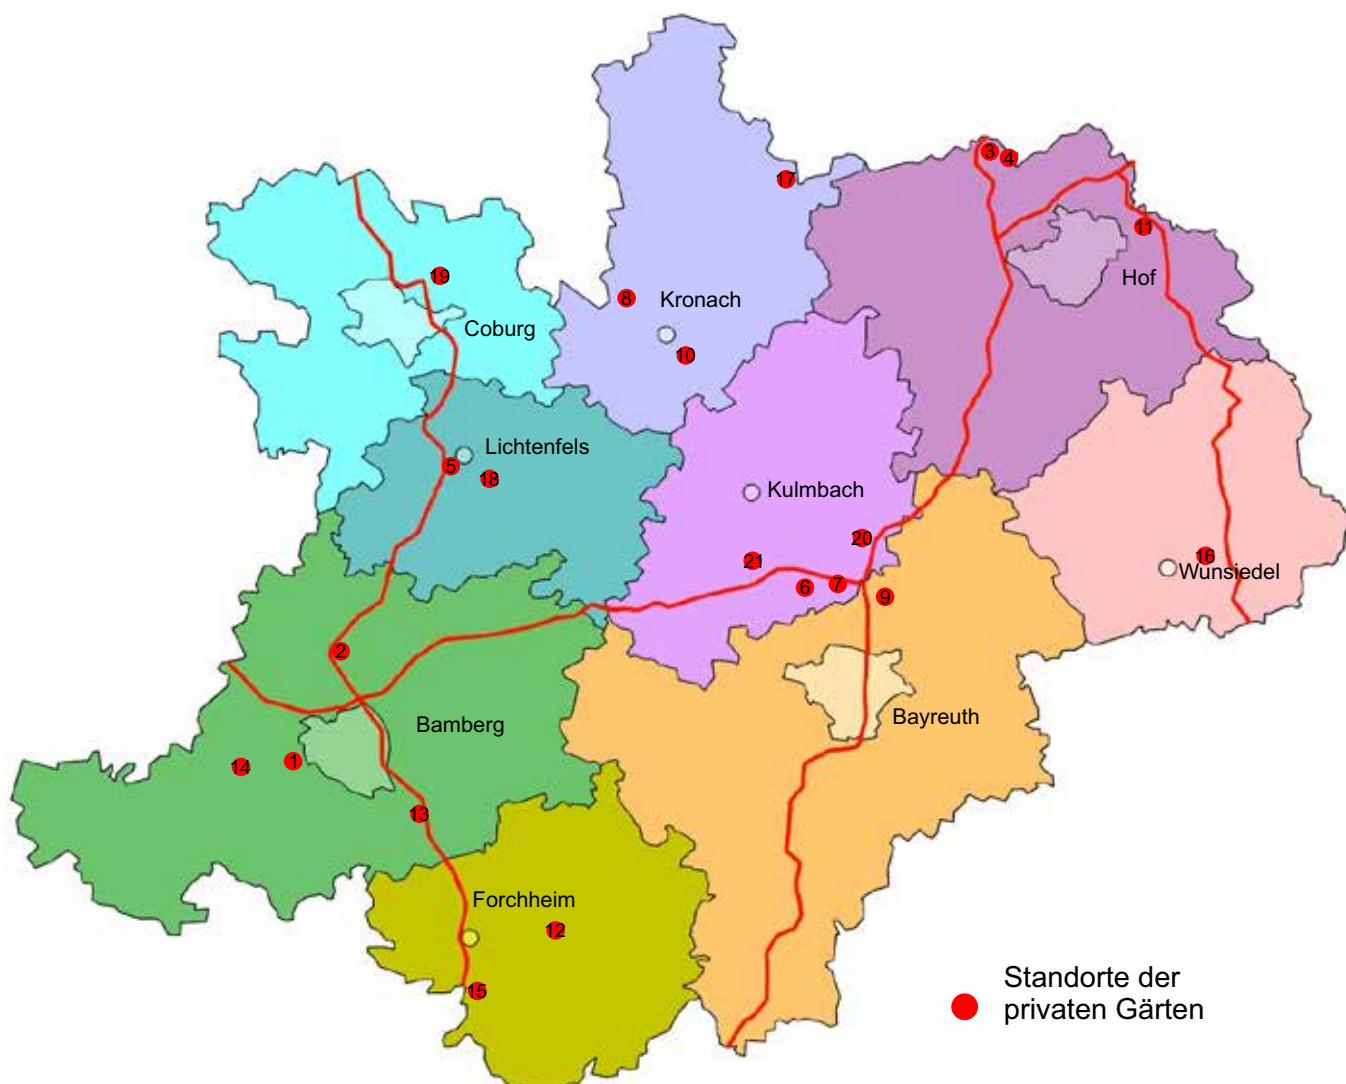 3
4
17
11
19
Hof
8
Kronach
Coburg
10
Lichtenfels
5
18
Kulmbach
20
21
16
Wunsiedel
6
7
9
2
Bayreuth
Bamberg
14
1
13
Forchheim
12
15
Standorte der
privaten Gärten